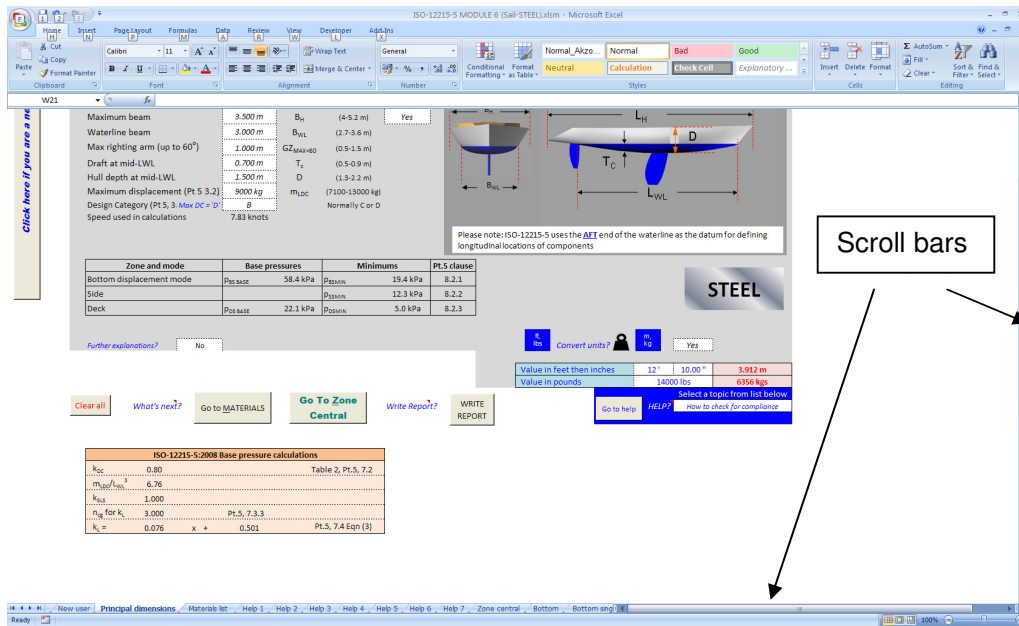 ISO-12215-5 MODULE 6 (Sail-STEEL).xlsm - Microsoft Excel
F 1 2 3
Home Insert Page Layout Formulas Data Review View Developer Add-Ins
H N P M A R W L X
Paste Cut Copy Format Painter Clipboard
Calibri 11 A A B I U A Font
Wrap Text Merge & Center Alignment
General % , .0 .00 Number
Conditional Formatting Format as Table Normal_Akzo... Normal Bad Good
Neutral Calculation Check Cell Explanatory ... Styles
Insert Delete Format Cells
Σ AutoSum Fill Clear Sort & Filter Find & Select Editing
W21 fx
Click here if you are a ne
Maximum beam 3.500 m BH (4-5.2 m) Yes
Waterline beam 3.000 m BWL (2.7-3.6 m)
Max righting arm (up to 60°) 1.000 m GZMAX<60 (0.5-1.5 m)
Draft at mid-LWL 0.700 m Tc (0.5-0.9 m)
Hull depth at mid-LWL 1.500 m D (1.3-2.2 m)
Maximum displacement (Pt 5 3.2) 9000 kg mLDC (7100-13000 kg)
Design Category (Pt 5, 3. Max DC = 'D' B Normally C or D
Speed used in calculations 7.83 knots
BH
BWL
LH
D
TC
LWL
Please note: ISO-12215-5 uses the AFT end of the waterline as the datum for defining
longitudinal locations of components
Scroll bars
Zone and mode Base pressures Minimums Pt.5 clause
Bottom displacement mode PBS BASE 58.4 kPa PBSMIN 19.4 kPa 8.2.1
Side PSSMIN 12.3 kPa 8.2.2
Deck PDS BASE 22.1 kPa PDSMIN 5.0 kPa 8.2.3
STEEL
Further explanations? No
ft, lbs Convert units? m, kg Yes
Value in feet then inches 12 ' 10.00 " 3.912 m
Value in pounds 14000 lbs 6356 kgs
Clear all What's next? Go to MATERIALS Go To Zone Central Write Report? WRITE REPORT
Select a topic from list below
Go to help HELP? How to check for compliance
ISO-12215-5:2008 Base pressure calculations
kDC 0.80 Table 2, Pt.5, 7.2
mLDC/LWL3 6.76
kSLS 1.000
ncg for kL 3.000 Pt.5, 7.3.3
kL = 0.076 x + 0.501 Pt.5, 7.4 Eqn (3)
New user Principal dimensions Materials list Help 1 Help 2 Help 3 Help 4 Help 5 Help 6 Help 7 Zone central Bottom Bottom singl
Ready 100%